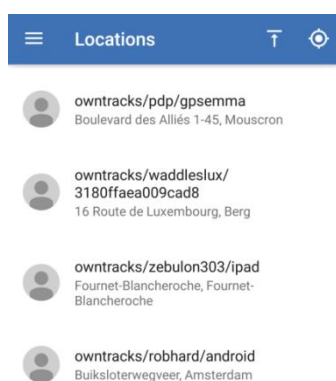 Locations
owntracks/pdp/gpsemma
Boulevard des Alliés 1-45, Mouscron
owntracks/waddleslux/
3180ffaea009cad8
16 Route de Luxembourg, Berg
owntracks/zebulon303/ipad
Fournet-Blancheroche, Fournet-
Blancheroche
owntracks/robhard/android
Buiksloterwegveer, Amsterdam